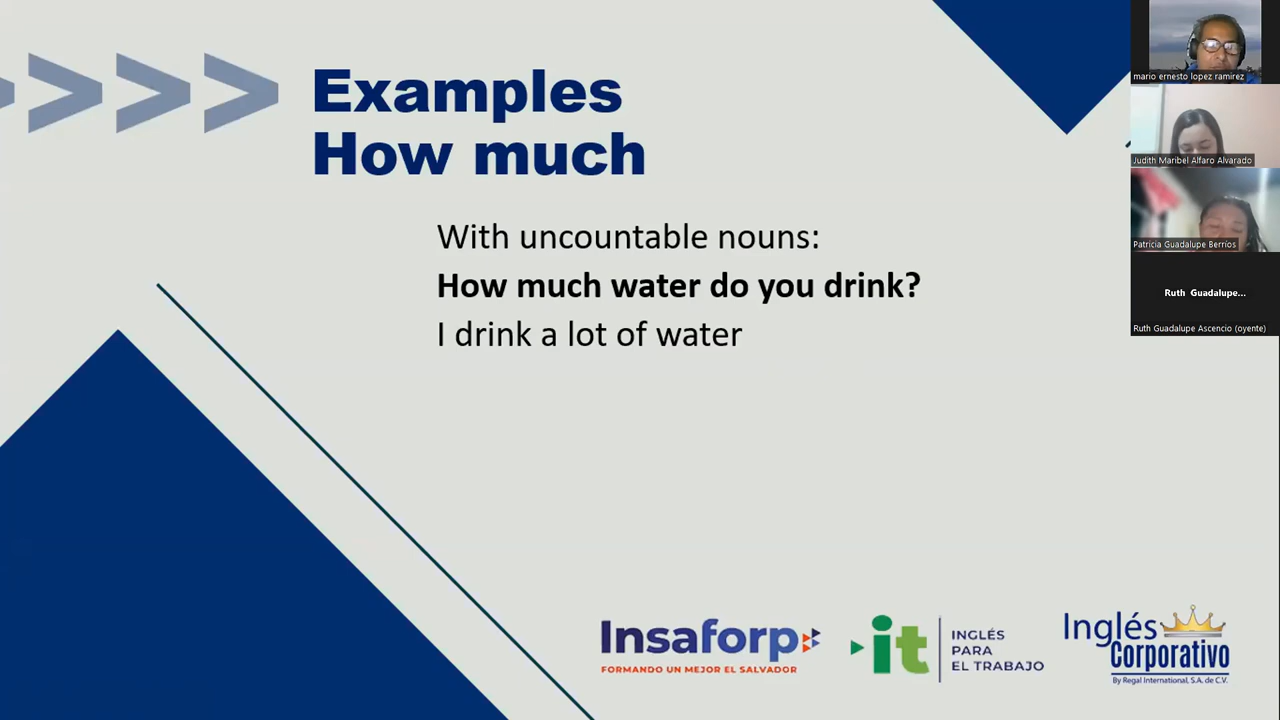 Examples
How much
With uncountable nouns:
How much water do you drink?
I drink a lot of water
mario ernesto lopez ramirez
Judith Maribel Alfaro Alvarado
Patricia Guadalupe Berríos
Ruth Guadalupe...
Ruth Guadalupe Ascencio (oyente)
Insaforp
FORMANDO UN MEJOR EL SALVADOR
it
INGLÉS
PARA
EL TRABAJO
Inglés
Corporativo
By Regal International, S.A. de C.V.